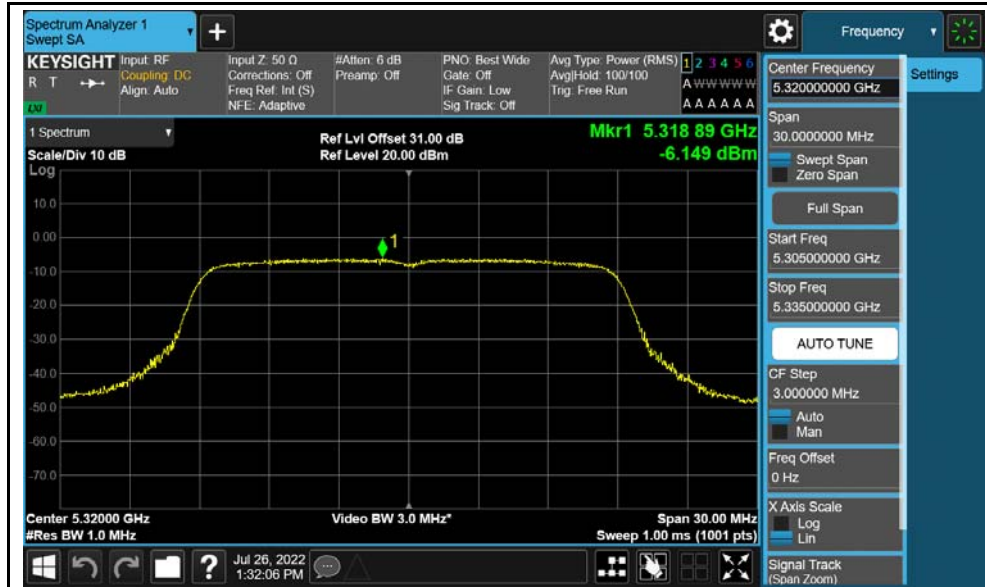 Spectrum Analyzer 1
Swept SA
+
Frequency
KEYSIGHT
R T
LXI
Input: RF
Coupling: DC
Align: Auto
Input Z: 50 Ω
Corrections: Off
Freq Ref: Int (S)
NFE: Adaptive
#Atten: 6 dB
Preamp: Off
PNO: Best Wide
Gate: Off
IF Gain: Low
Sig Track: Off
Avg Type: Power (RMS)
Avg|Hold: 100/100
Trig: Free Run
1 2 3 4 5 6
A W W W W W
A A A A A A
1 Spectrum
Scale/Div 10 dB
Log
Ref Lvl Offset 31.00 dB
Ref Level 20.00 dBm
Mkr1 5.318 89 GHz
-6.149 dBm
10.0
0.00
-10.0
-20.0
-30.0
-40.0
-50.0
-60.0
-70.0
1
Center 5.32000 GHz
#Res BW 1.0 MHz
Video BW 3.0 MHz*
Span 30.00 MHz
Sweep 1.00 ms (1001 pts)
Center Frequency
5.320000000 GHz
Span
30.0000000 MHz
Swept Span
Zero Span
Full Span
Start Freq
5.305000000 GHz
Stop Freq
5.335000000 GHz
AUTO TUNE
CF Step
3.000000 MHz
Auto
Man
Freq Offset
0 Hz
X Axis Scale
Log
Lin
Signal Track
(Span Zoom)
Settings
?
Jul 26, 2022
1:32:06 PM